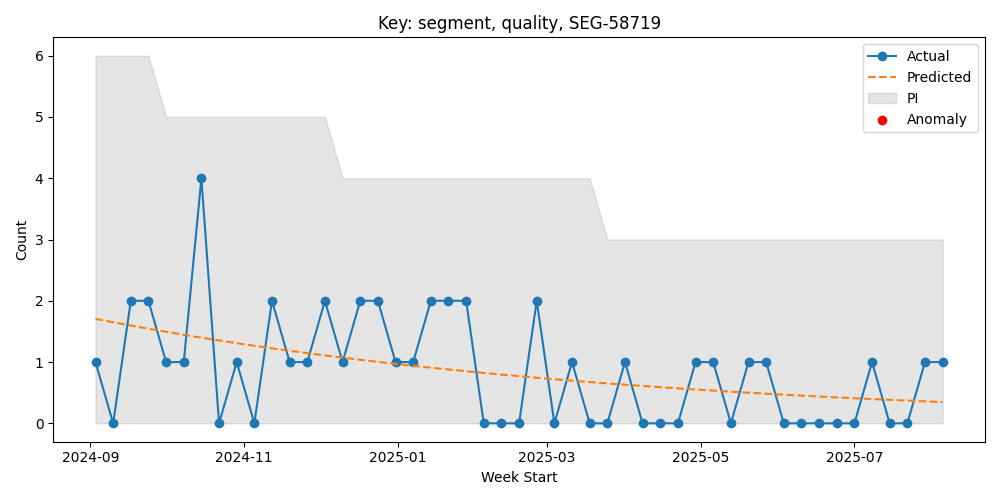 Key: segment, quality, SEG-58719
Actual
Predicted
PI
Anomaly
Count
6
5
4
3
2
1
0
2024-09
2024-11
2025-01
2025-03
2025-05
2025-07
Week Start